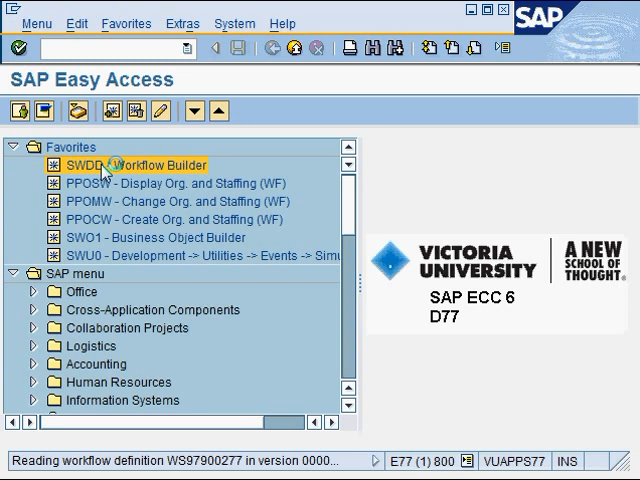 Menu Edit Favorites Extras System Help
SAP
SAP Easy Access
Favorites
SWDD Workflow Builder
PPOSW - Display Org. and Staffing (WF)
PPOMW - Change Org. and Staffing (WF)
PPOCW - Create Org. and Staffing (WF)
SWO1 - Business Object Builder
SWU0 - Development -> Utilities -> Events -> Simu
SAP menu
Office
Cross-Application Components
Collaboration Projects
Logistics
Accounting
Human Resources
Information Systems
VICTORIA UNIVERSITY
A NEW SCHOOL OF THOUGHT.
SAP ECC 6
D77
Reading workflow definition WS97900277 in version 0000... E77 (1) 800 VUAPPS77 INS